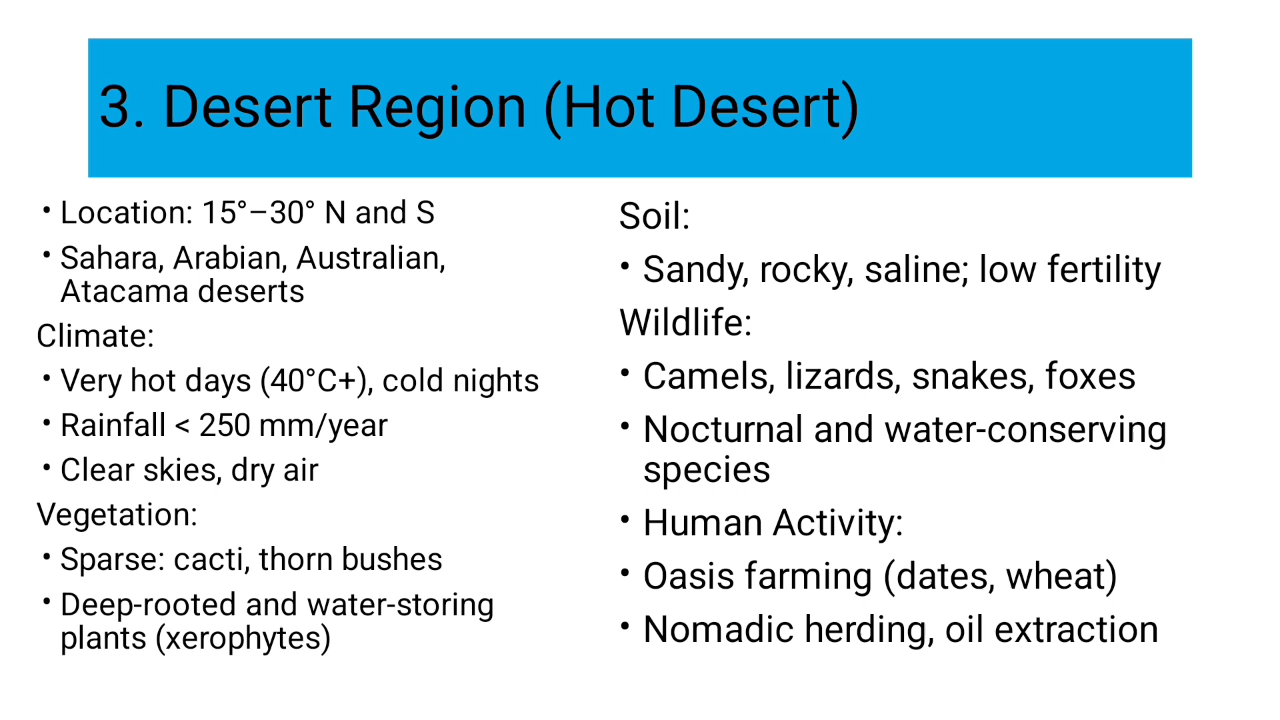 3. Desert Region (Hot Desert)
• Location: 15°–30° N and S
• Sahara, Arabian, Australian,
Atacama deserts
Climate:
• Very hot days (40°C+), cold nights
• Rainfall < 250 mm/year
• Clear skies, dry air
Vegetation:
• Sparse: cacti, thorn bushes
• Deep-rooted and water-storing
plants (xerophytes)
Soil:
• Sandy, rocky, saline; low fertility
Wildlife:
• Camels, lizards, snakes, foxes
• Nocturnal and water-conserving
species
• Human Activity:
• Oasis farming (dates, wheat)
• Nomadic herding, oil extraction